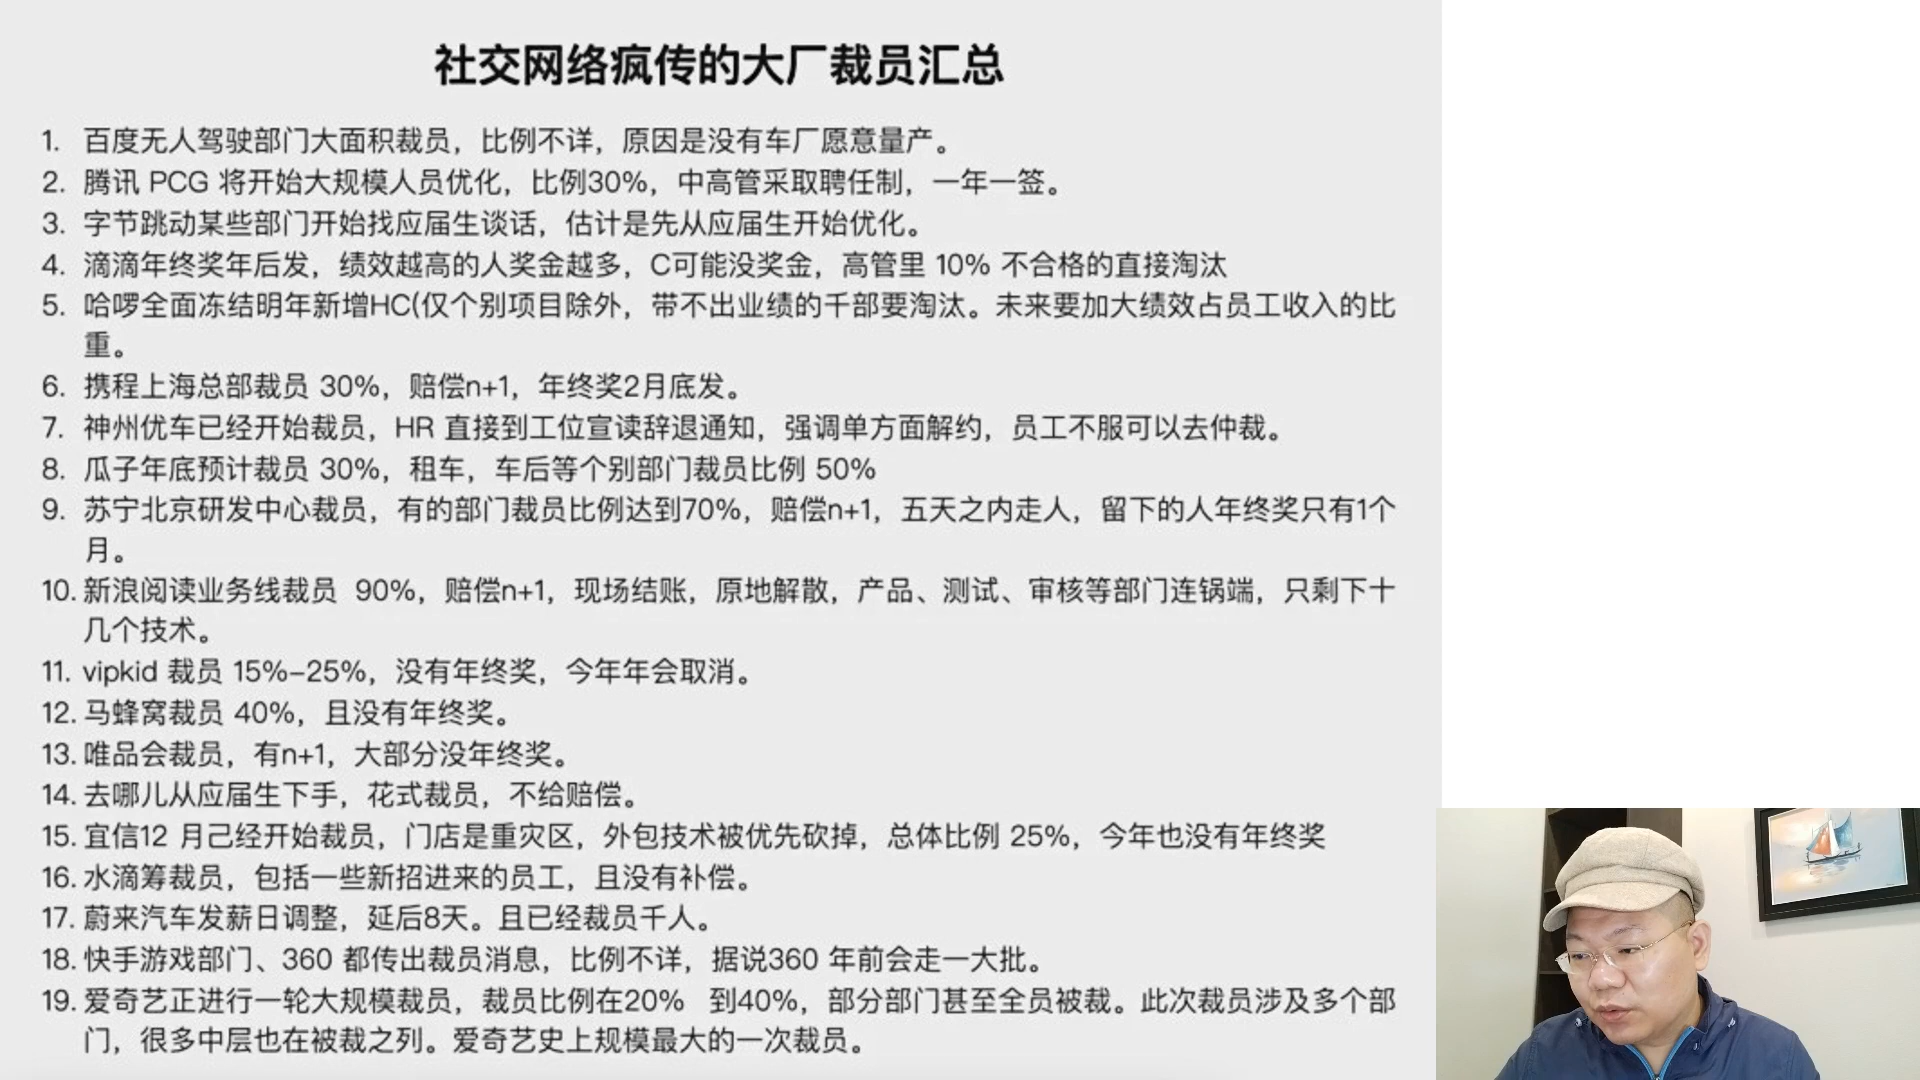 社交网络疯传的大厂裁员汇总
1. 百度无人驾驶部门大面积裁员，比例不详，原因是没有车厂愿意量产。
2. 腾讯 PCG 将开始大规模人员优化，比例30%，中高管采取聘任制，一年一签。
3. 字节跳动某些部门开始找应届生谈话，估计是先从应届生开始优化。
4. 滴滴年终奖年后发，绩效越高的人奖金越多，C可能没奖金，高管里 10% 不合格的直接淘汰
5. 哈啰全面冻结明年新增HC(仅个别项目除外，带不出业绩的千部要淘汰。未来要加大绩效占员工收入的比
重。
6. 携程上海总部裁员 30%，赔偿n+1，年终奖2月底发。
7. 神州优车已经开始裁员，HR 直接到工位宣读辞退通知，强调单方面解约，员工不服可以去仲裁。
8. 瓜子年底预计裁员 30%，租车，车后等个别部门裁员比例 50%
9. 苏宁北京研发中心裁员，有的部门裁员比例达到70%，赔偿n+1，五天之内走人，留下的人年终奖只有1个
月。
10. 新浪阅读业务线裁员 90%，赔偿n+1，现场结账，原地解散，产品、测试、审核等部门连锅端，只剩下十
几个技术。
11. vipkid 裁员 15%-25%，没有年终奖，今年年会取消。
12. 马蜂窝裁员 40%，且没有年终奖。
13. 唯品会裁员，有n+1，大部分没年终奖。
14. 去哪儿从应届生下手，花式裁员，不给赔偿。
15. 宜信12 月己经开始裁员，门店是重灾区，外包技术被优先砍掉，总体比例 25%，今年也没有年终奖
16. 水滴筹裁员，包括一些新招进来的员工，且没有补偿。
17. 蔚来汽车发薪日调整，延后8天。且已经裁员千人。
18. 快手游戏部门、360 都传出裁员消息，比例不详，据说360 年前会走一大批。
19. 爱奇艺正进行一轮大规模裁员，裁员比例在20% 到40%，部分部门甚至全员被裁。此次裁员涉及多个部
门，很多中层也在被裁之列。爱奇艺史上规模最大的一次裁员。